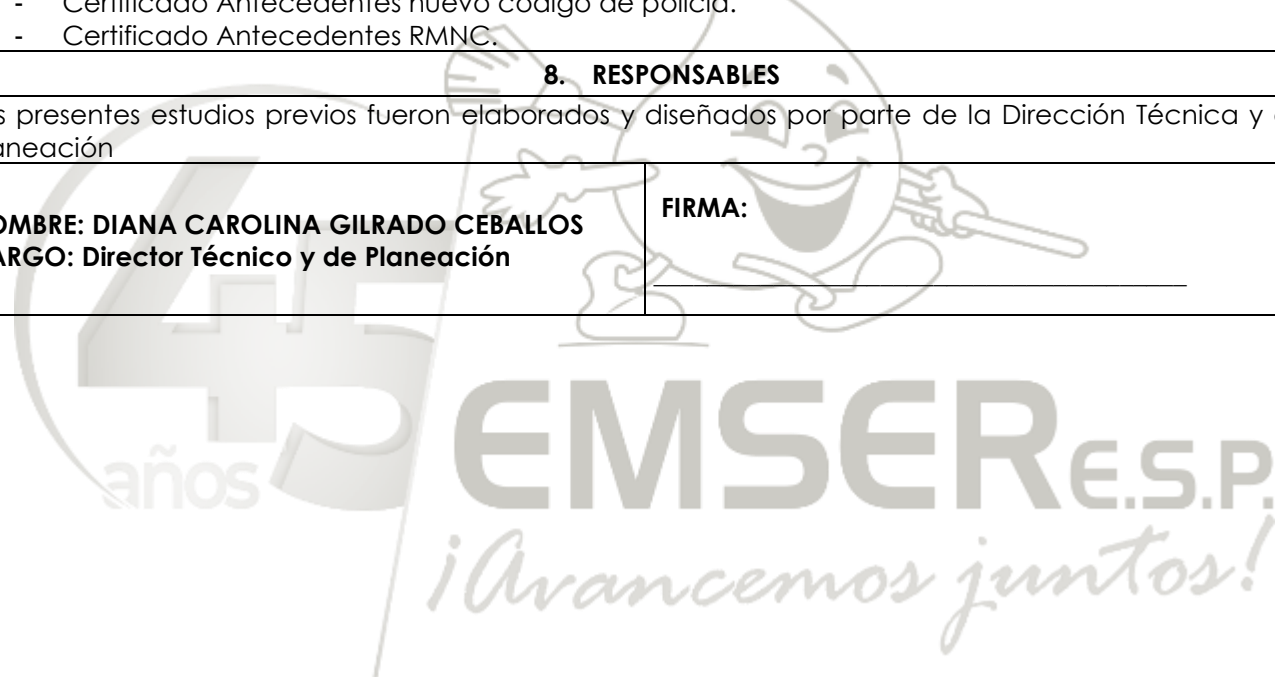 - Certificado Antecedentes nuevo código de policía.
- Certificado Antecedentes RMNC.
8. RESPONSABLES
s presentes estudios previos fueron elaborados y diseñados por parte de la Dirección Técnica y
aneación
OMBRE: DIANA CAROLINA GILRADO CEBALLOS
ARGO: Director Técnico y de Planeación
FIRMA:
45
años
EMSER E.S.P.
¡Avancemos juntos!